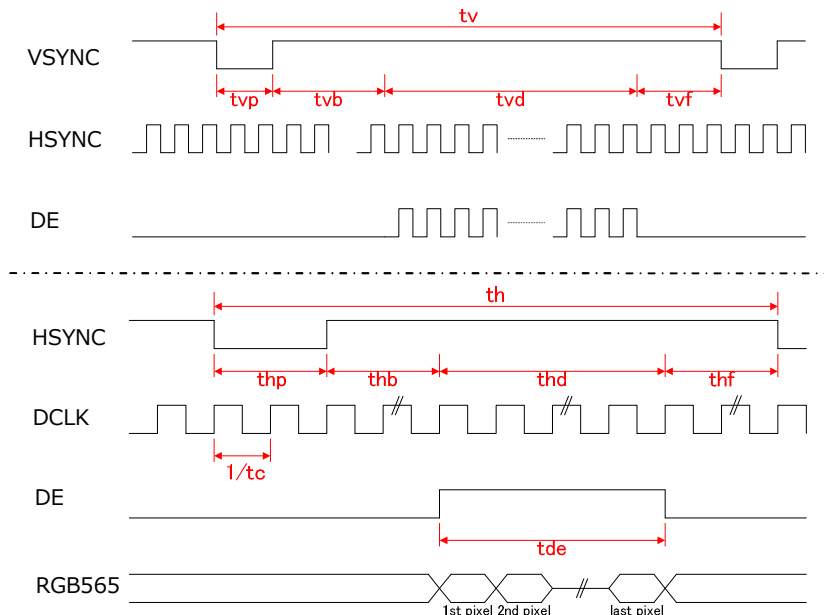 tv
VSYNC
tvp tvb tvd tvf
HSYNC
DE
th
HSYNC
thp thb thd thf
DCLK
1/tc
DE
tde
RGB565
1st pixel 2nd pixel last pixel